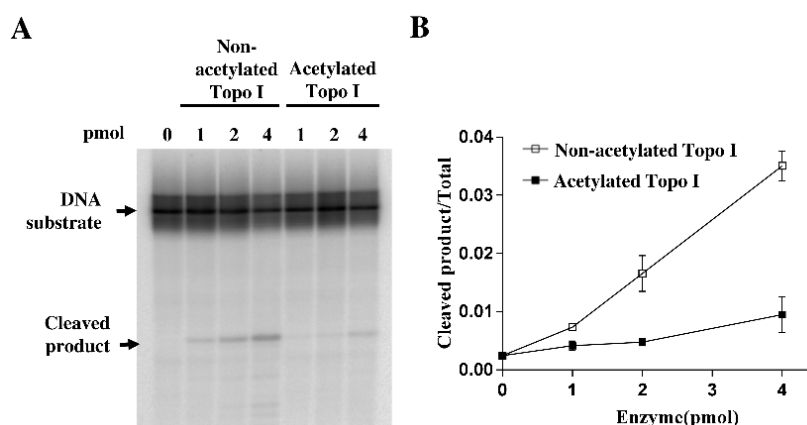 A
Non-
acetylated
Topo I
Acetylated
Topo I
pmol 0 1 2 4 1 2 4
DNA
substrate
Cleaved
product
B
Cleaved product/Total
0.04
0.03
0.02
0.01
0.00
Non-acetylated Topo I
Acetylated Topo I
0 1 2 3 4
Enzymc(pmol)